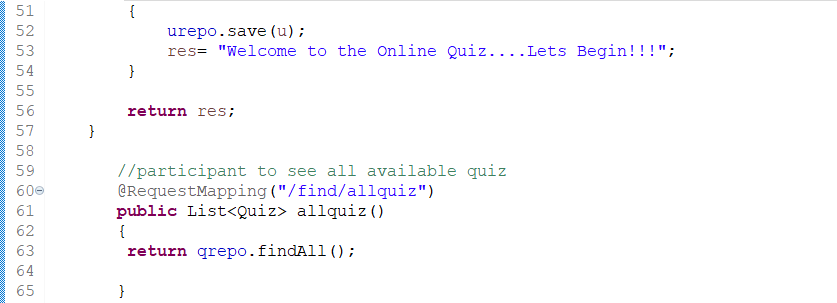 51 {
52 urepo.save(u);
53 res= "Welcome to the Online Quiz....Lets Begin!!!";
54 }
55
56 return res;
57 }
58
59 //participant to see all available quiz
60 @RequestMapping("/find/allquiz")
61 public List<Quiz> allquiz()
62 {
63 return qrepo.findAll();
64
65 }